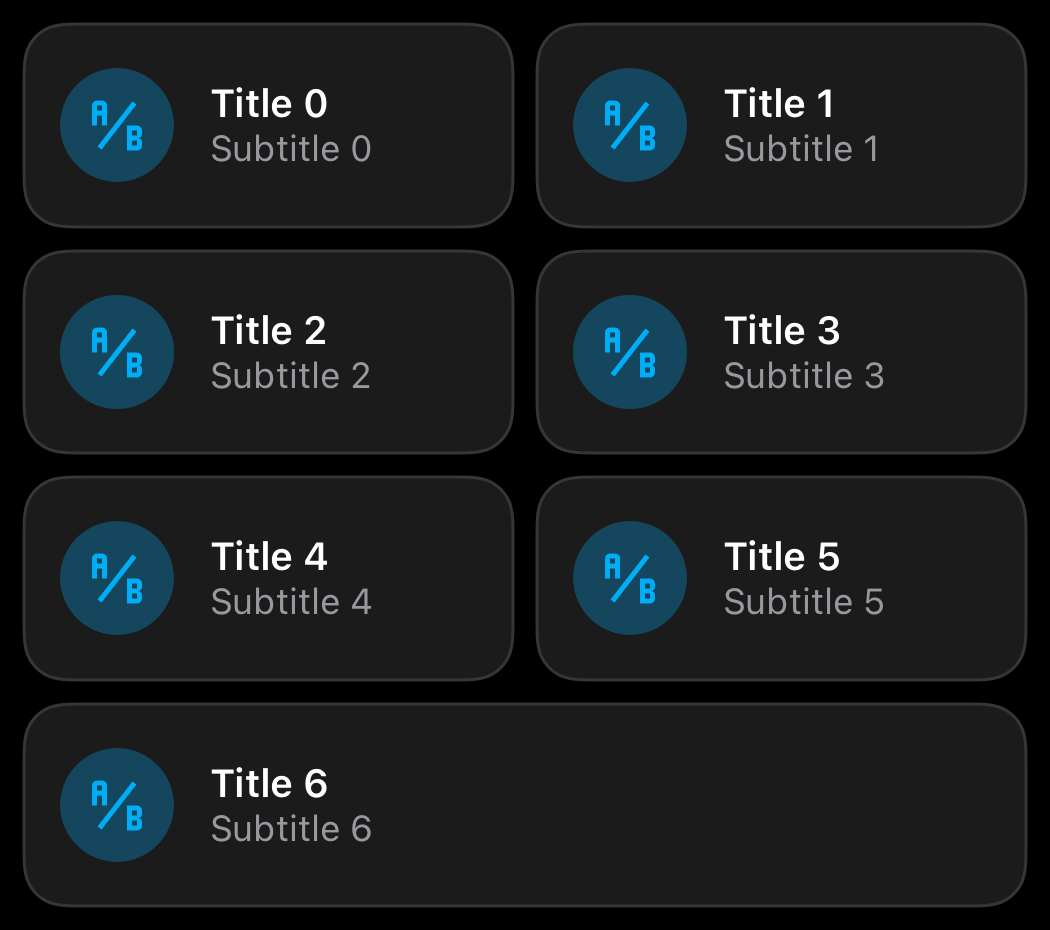 A/B
Title 0
Subtitle 0
A/B
Title 1
Subtitle 1
A/B
Title 2
Subtitle 2
A/B
Title 3
Subtitle 3
A/B
Title 4
Subtitle 4
A/B
Title 5
Subtitle 5
A/B
Title 6
Subtitle 6